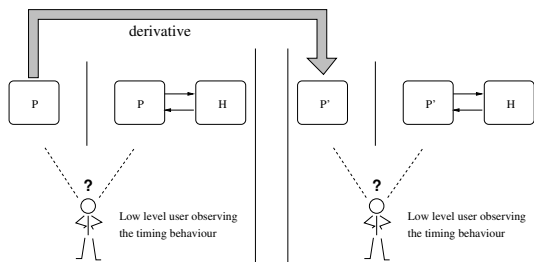 derivative
P
P
H
P'
P'
H
?
?
Low level user observing
the timing behaviour
Low level user observing
the timing behaviour